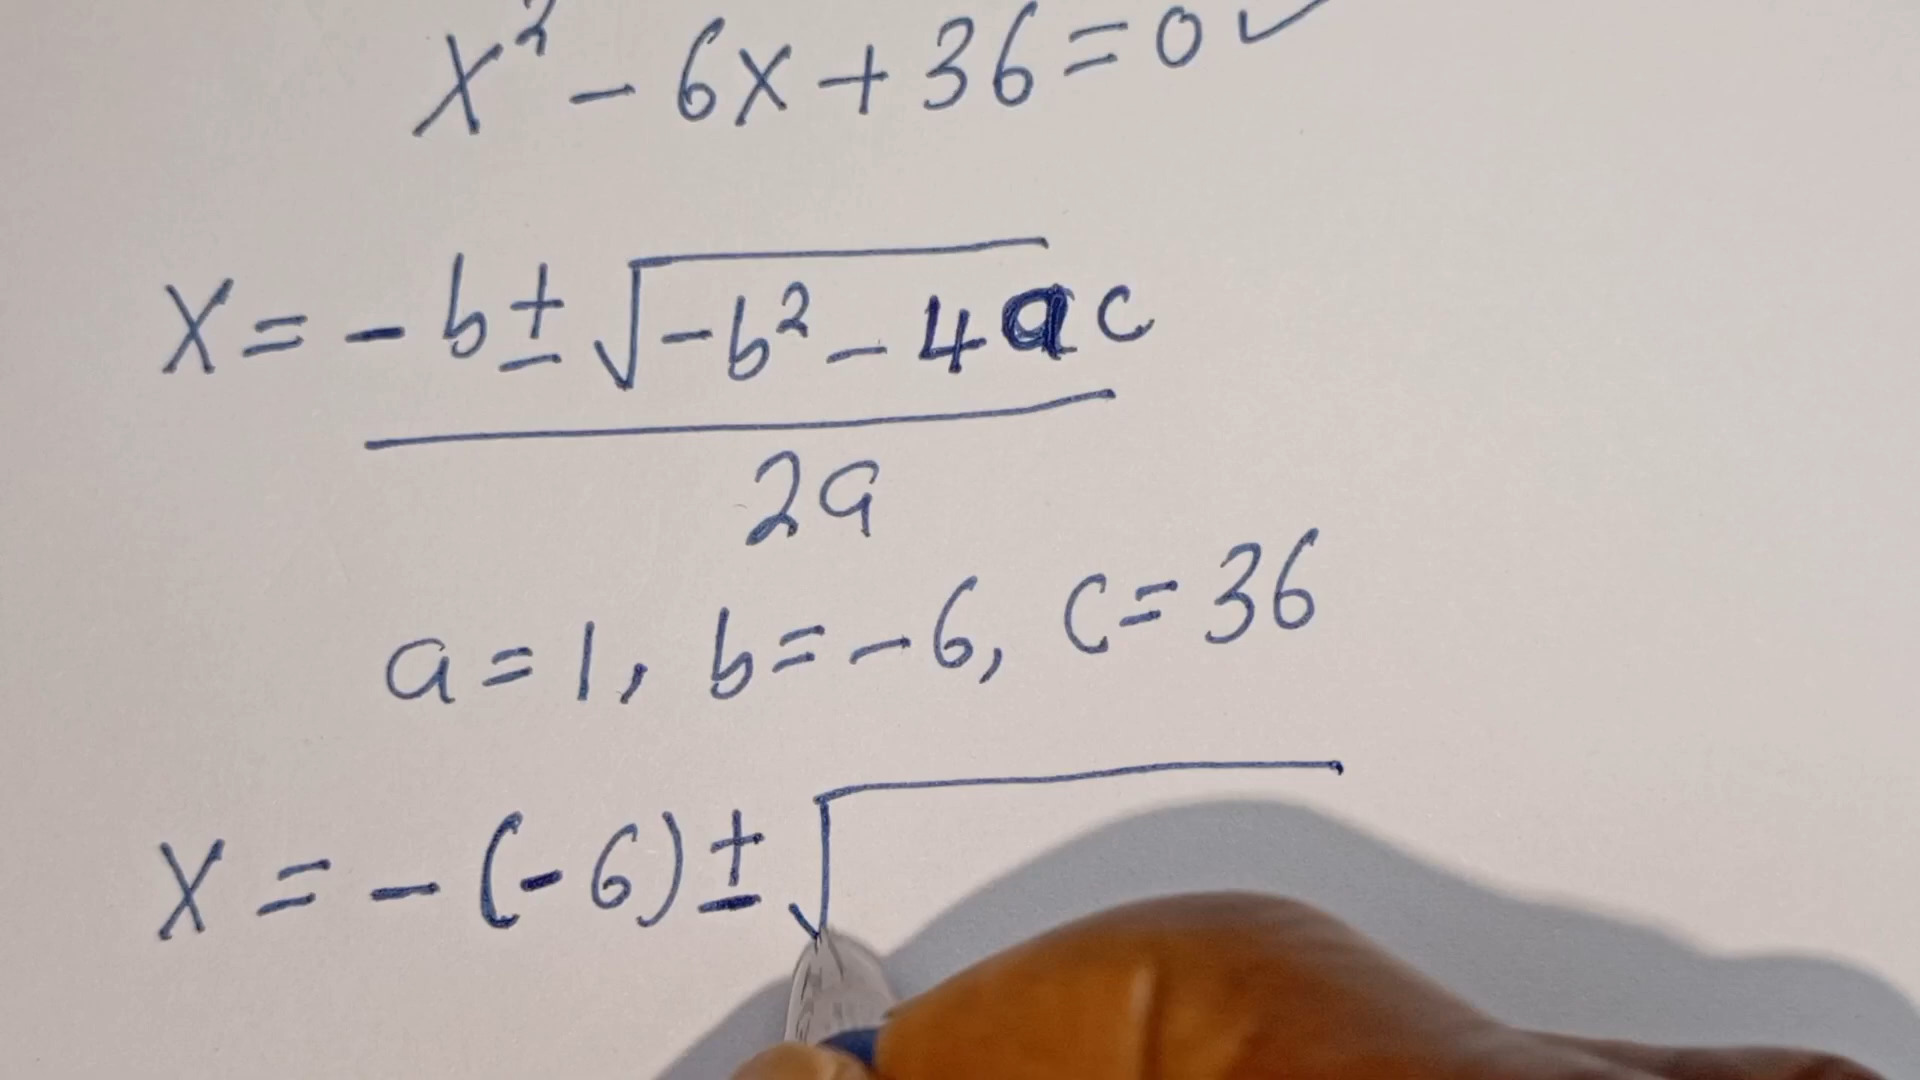 x² - 6x + 36 = 0 ✓
x = -b ± √-b² - 4ac
2a
a = 1, b = -6, c = 36
x = -(-6) ± √